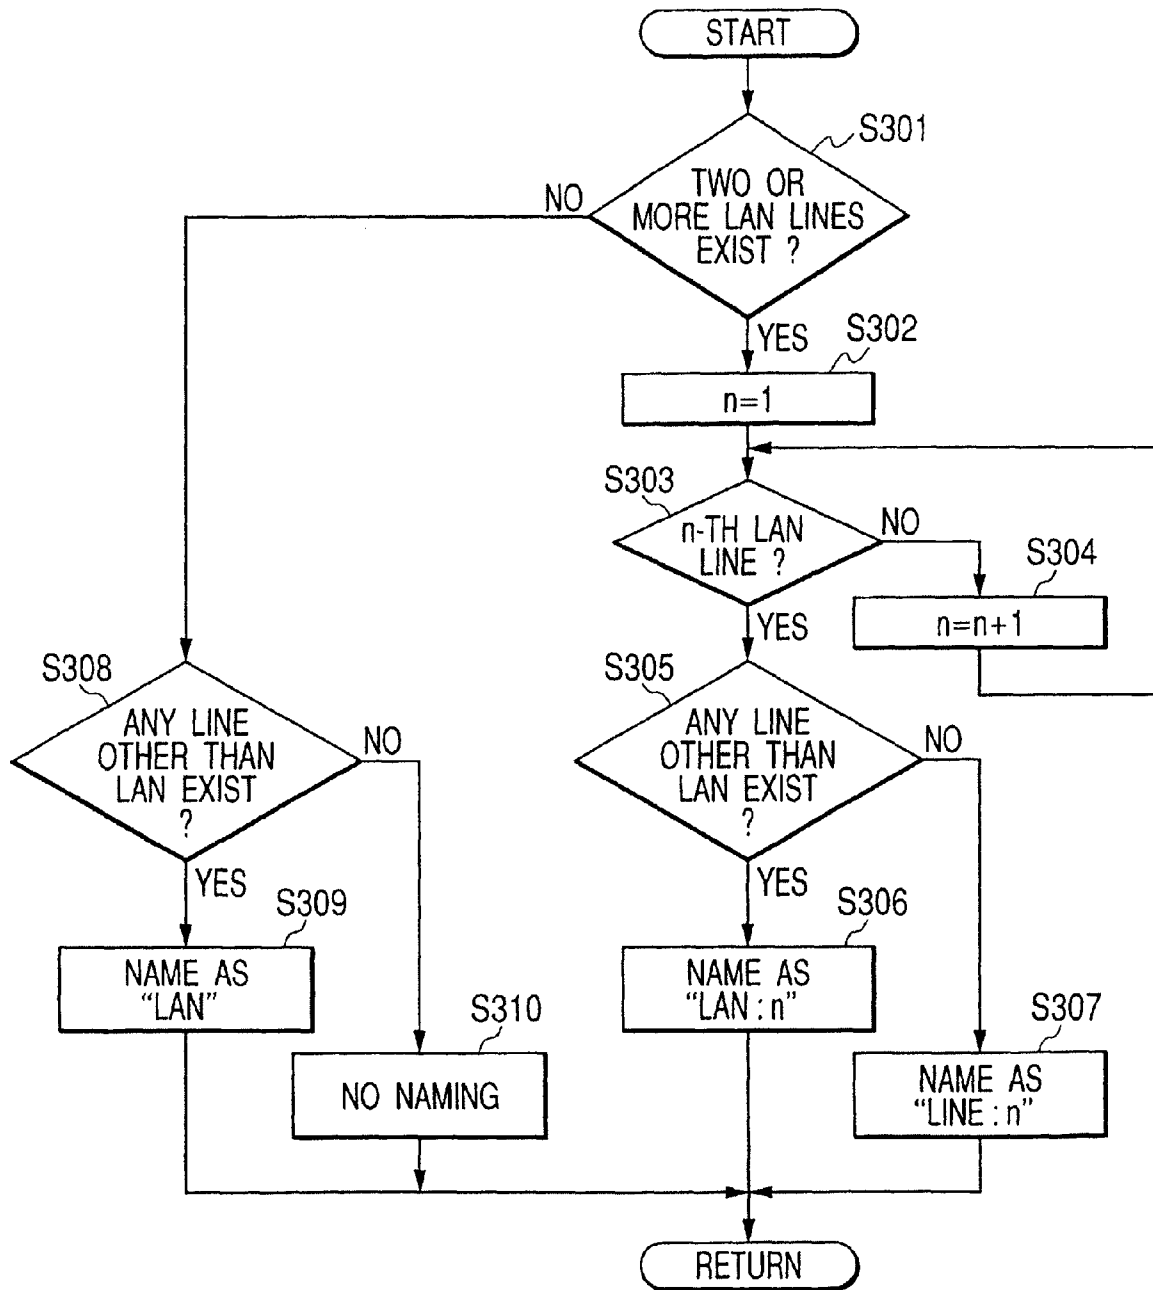 START
S301
TWO OR
MORE LAN LINES
EXIST ?
NO
YES
S302
n=1
S303
n-TH LAN
LINE ?
NO
S304
n=n+1
YES
S308
ANY LINE
OTHER THAN
LAN EXIST
?
NO
YES
S305
ANY LINE
OTHER THAN
LAN EXIST
?
NO
YES
S309
NAME AS
“LAN”
S310
NO NAMING
S306
NAME AS
“LAN : n”
S307
NAME AS
“LINE : n”
RETURN